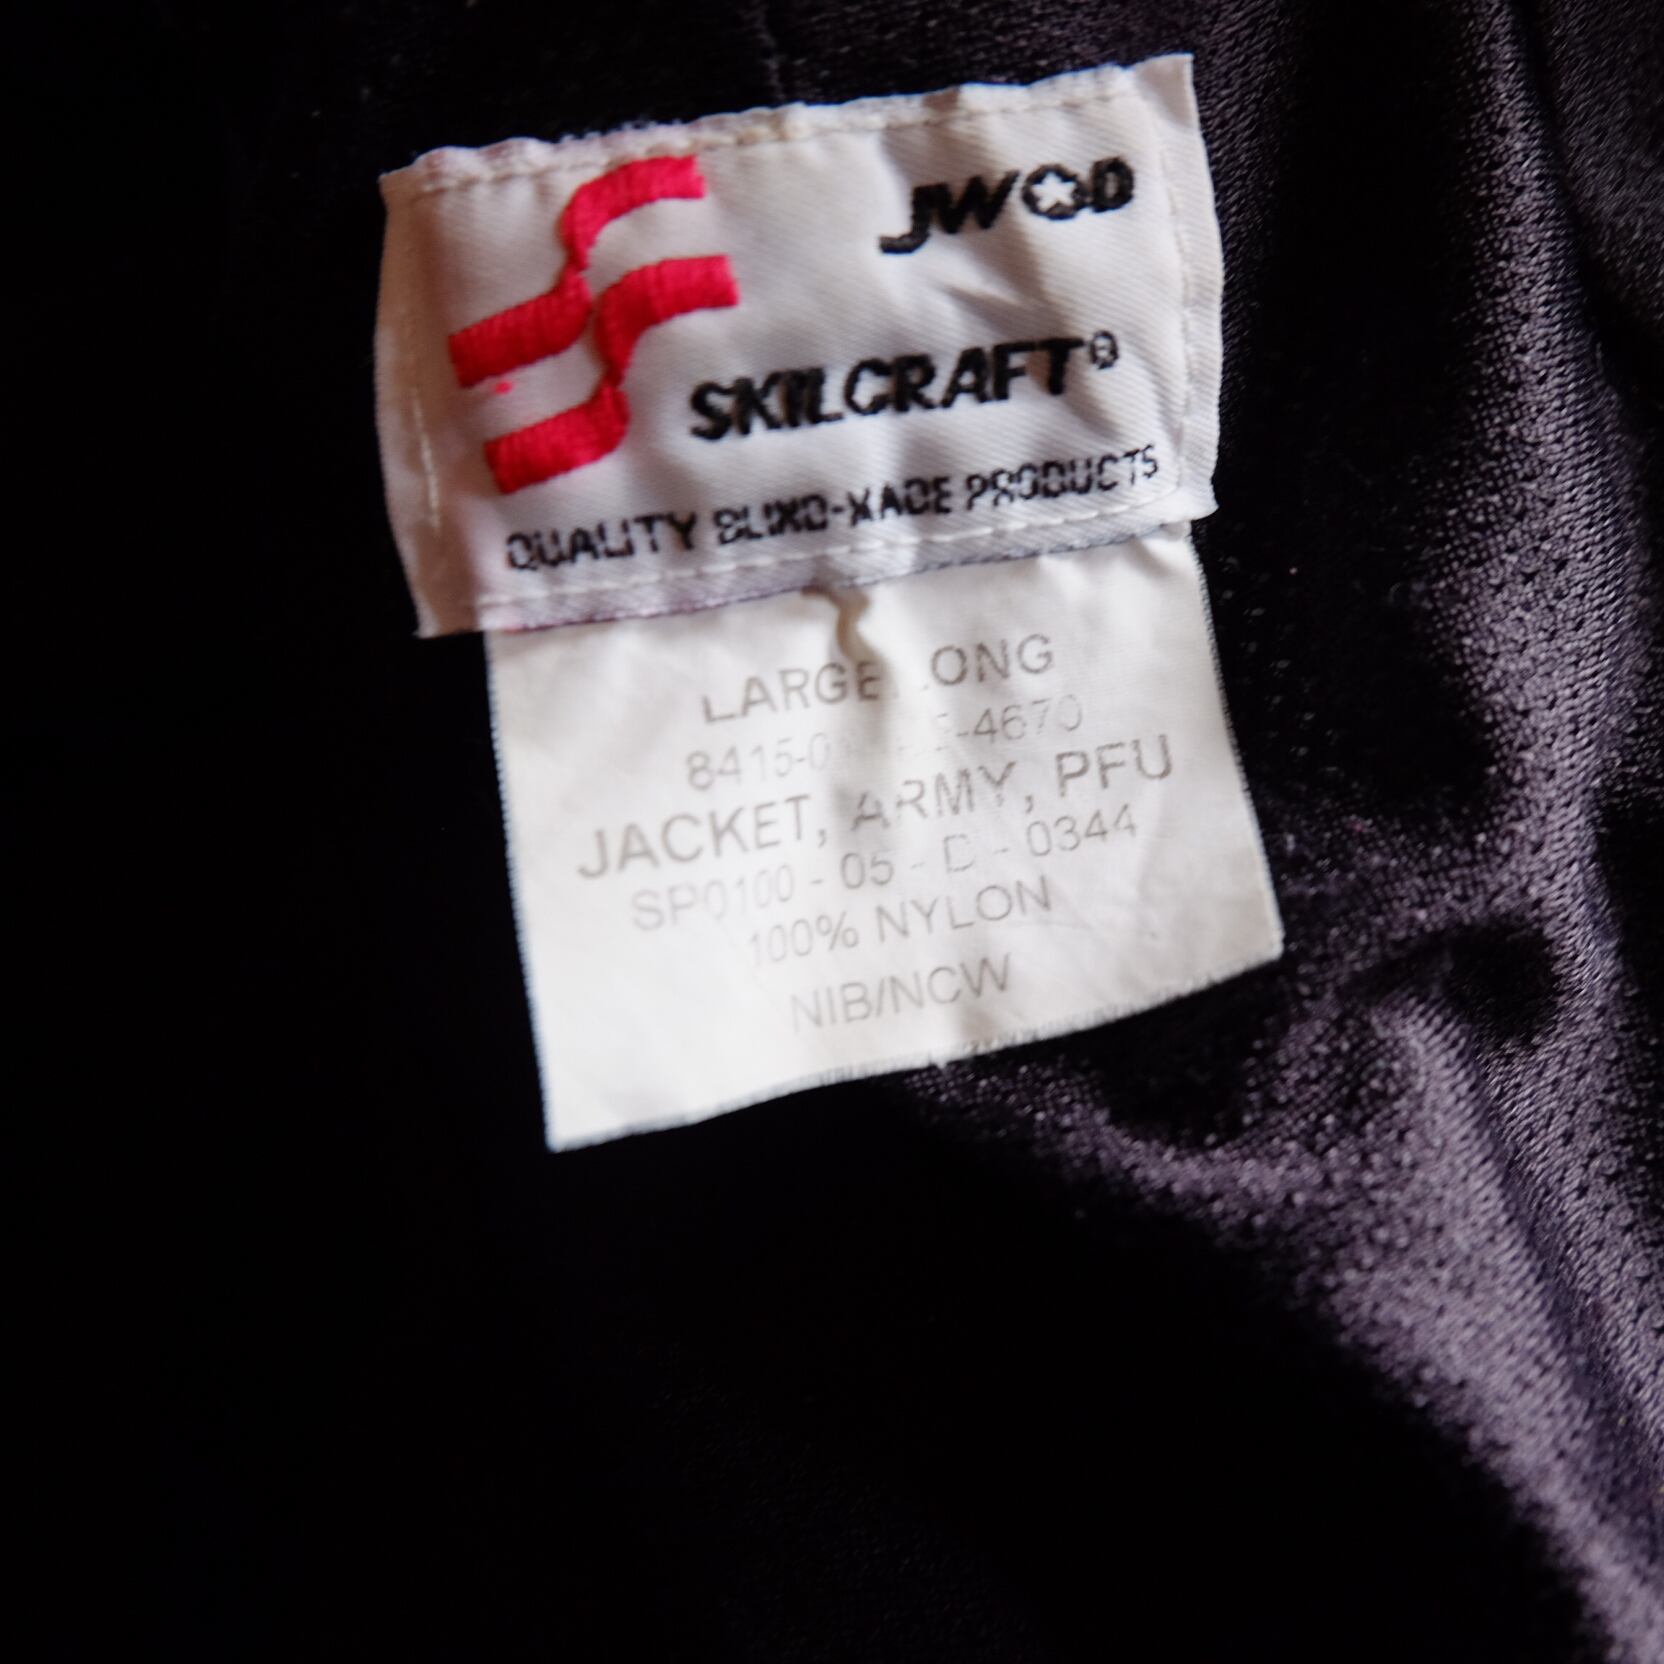 JWOD
SKILCRAFT®
QUALITY BLIND-MADE PRODUCTS
LARGE LONG
JACKET, ARMY, PFU
SP0100 - 05 - D - 0344
100% NYLON
NIB/NCW